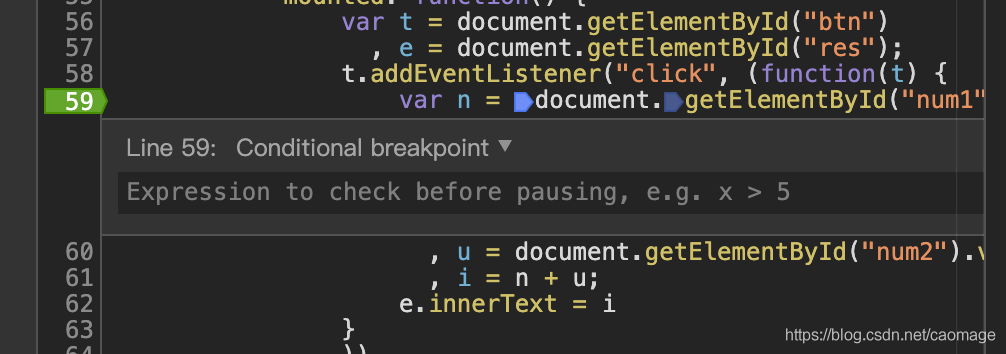 55 mounted: function() {
56 var t = document.getElementById("btn")
57 , e = document.getElementById("res");
58 t.addEventListener("click", (function(t) {
59 var n = document.getElementById("num1"
Line 59: Conditional breakpoint
Expression to check before pausing, e.g. x > 5
60 , u = document.getElementById("num2").v
61 , i = n + u;
62 e.innerText = i
63 }
64 ))
https://blog.csdn.net/caomage